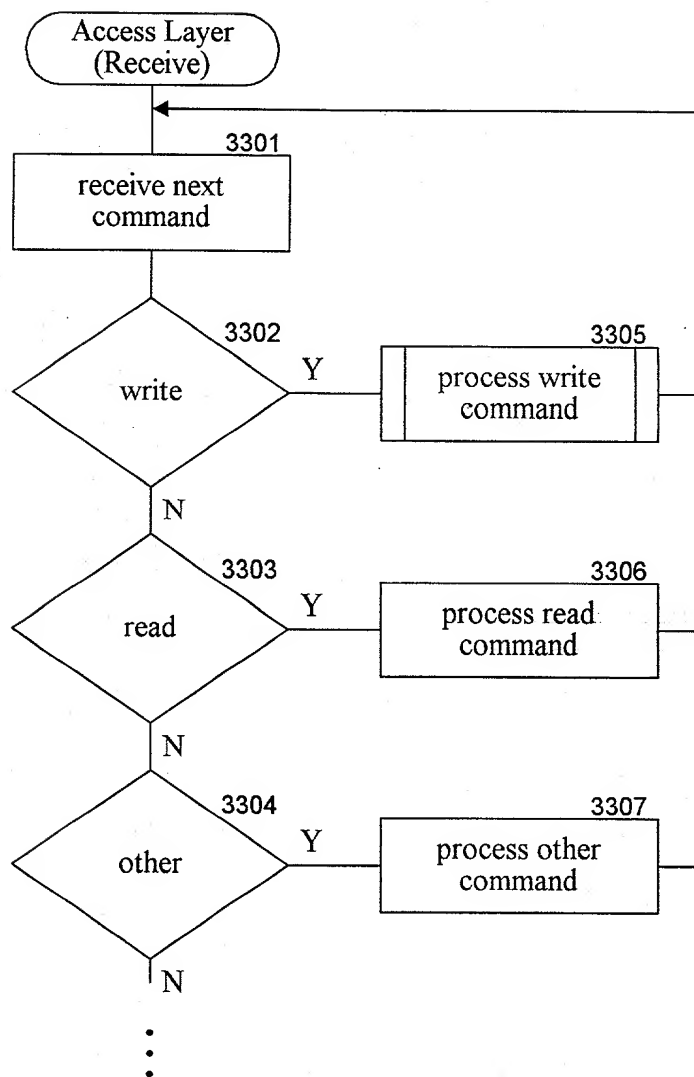 Access Layer
(Receive)
3301
receive next
command
3302
write
Y
3305
process write
command
N
3303
read
Y
3306
process read
command
N
3304
other
Y
3307
process other
command
N